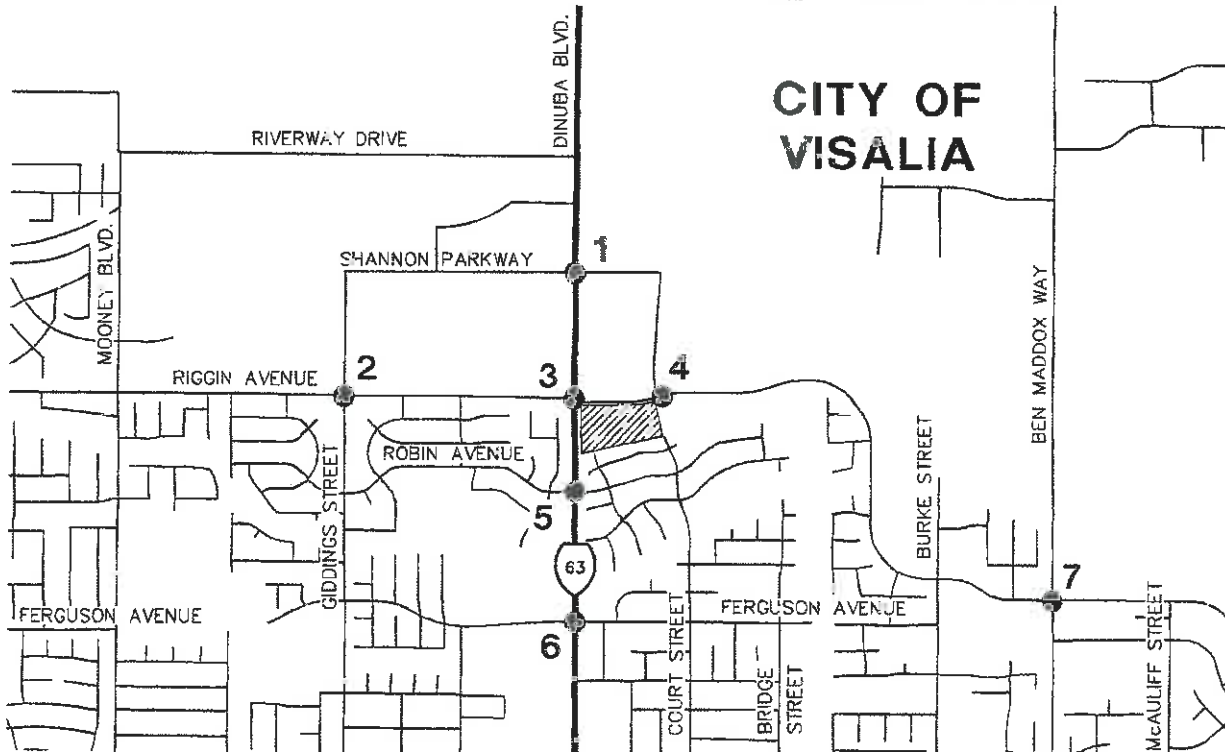 DINUBA BLVD.
CITY OF
VISALIA
RIVERWAY DRIVE
1
SHANNON PARKWAY
MOONEY BLVD.
BEN MADDOX WAY
RIGGIN AVENUE
2
3
4
ROBIN AVENUE
GIDDINGS STREET
5
BURKE STREET
63
7
FERGUSON AVENUE
FERGUSON AVENUE
6
COURT STREET
BRIDGE
STREET
McAULIFF STREET